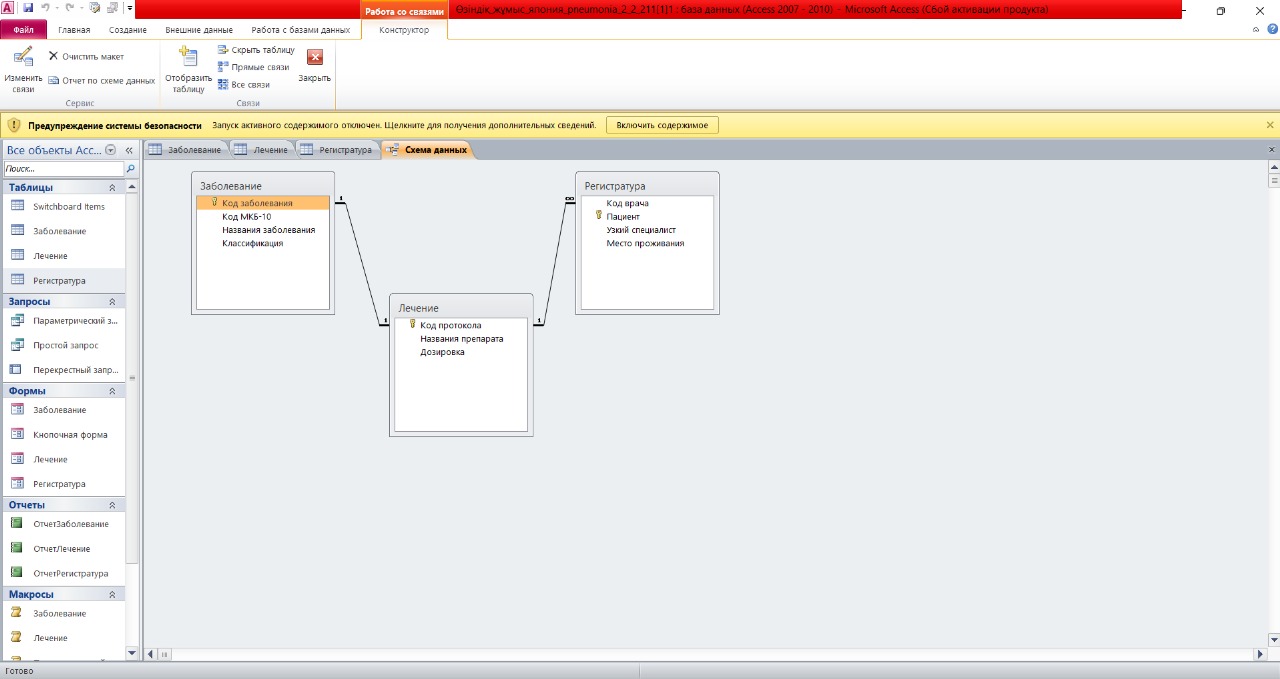 Работа со связями
Өзіндік_жұмыс_япония_pneumonia_2_2_211[1]1 : база данных (Access 2007 - 2010) - Microsoft Access (Сбой активации продукта)
Файл
Главная
Создание
Внешние данные
Работа с базами данных
Конструктор
Изменить связи
Очистить макет
Отчет по схеме данных
Сервис
Отобразить таблицу
Скрыть таблицу
Прямые связи
Все связи
Связи
Закрыть
Предупреждение системы безопасности
Запуск активного содержимого отключен. Щелкните для получения дополнительных сведений.
Включить содержимое
Все объекты Acc...
Поиск...
Таблицы
Switchboard Items
Заболевание
Лечение
Регистратура
Запросы
Параметрический з...
Простой запрос
Перекрестный запр...
Формы
Заболевание
Кнопочная форма
Лечение
Регистратура
Отчеты
ОтчетЗаболевание
ОтчетЛечение
ОтчетРегистратура
Макросы
Заболевание
Лечение
Заболевание
Лечение
Регистратура
Схема данных
Заболевание
Код заболевания
Код МКБ-10
Названия заболевания
Классификация
1
1
Лечение
Код протокола
Названия препарата
Дозировка
1
∞
Регистратура
Код врача
Пациент
Узкий специалист
Место проживания
Готово